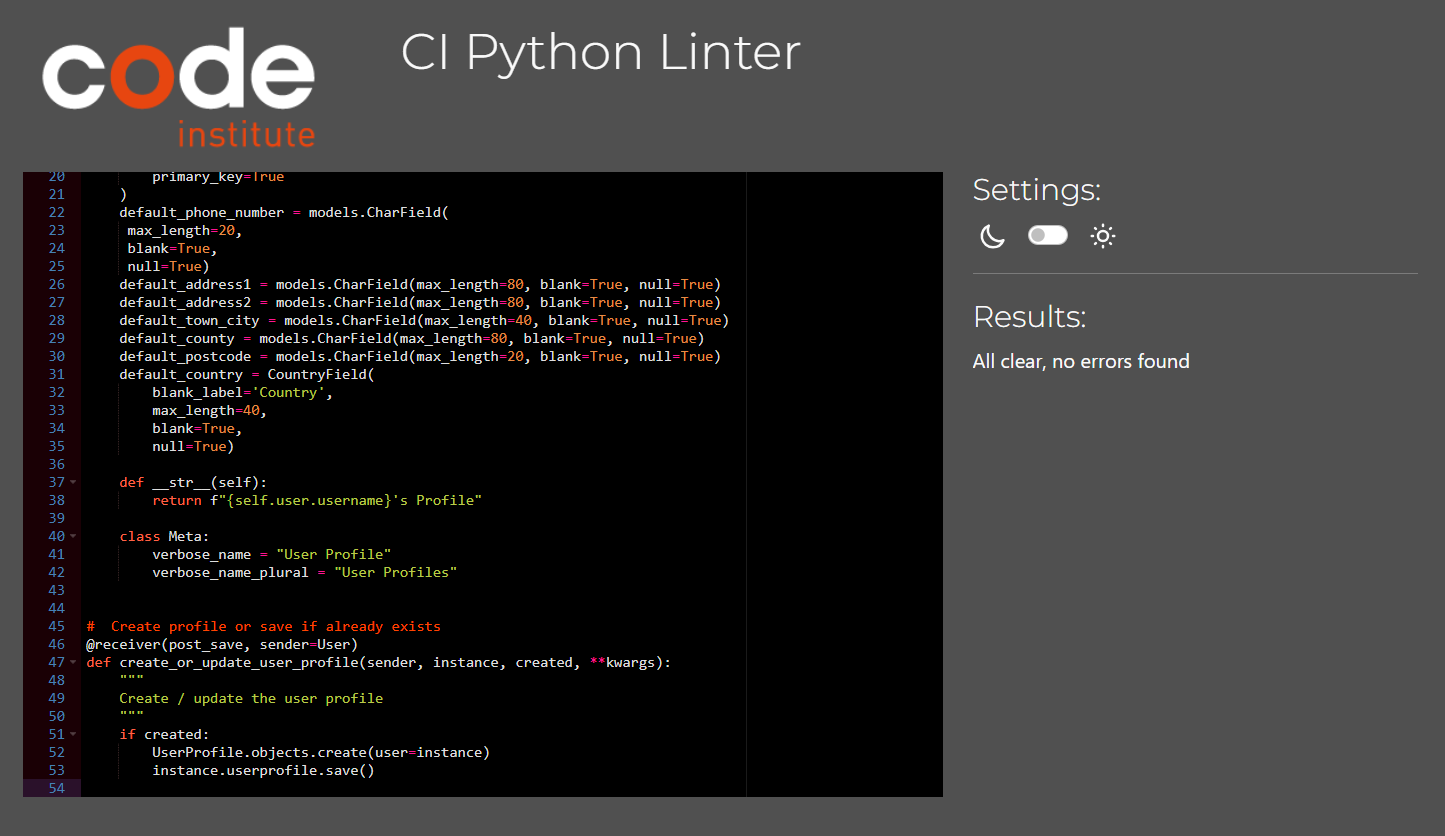 code
institute
CI Python Linter
20 primary_key=True
21 )
22 default_phone_number = models.CharField(
23 max_length=20,
24 blank=True,
25 null=True)
26 default_address1 = models.CharField(max_length=80, blank=True, null=True)
27 default_address2 = models.CharField(max_length=80, blank=True, null=True)
28 default_town_city = models.CharField(max_length=40, blank=True, null=True)
29 default_county = models.CharField(max_length=80, blank=True, null=True)
30 default_postcode = models.CharField(max_length=20, blank=True, null=True)
31 default_country = CountryField(
32 blank_label='Country',
33 max_length=40,
34 blank=True,
35 null=True)
36
37 def __str__(self):
38 return f"{self.user.username}'s Profile"
39
40 class Meta:
41 verbose_name = "User Profile"
42 verbose_name_plural = "User Profiles"
43
44
45 # Create profile or save if already exists
46 @receiver(post_save, sender=User)
47 def create_or_update_user_profile(sender, instance, created, **kwargs):
48 """
49 Create / update the user profile
50 """
51 if created:
52 UserProfile.objects.create(user=instance)
53 instance.userprofile.save()
54
Settings:
Results:
All clear, no errors found